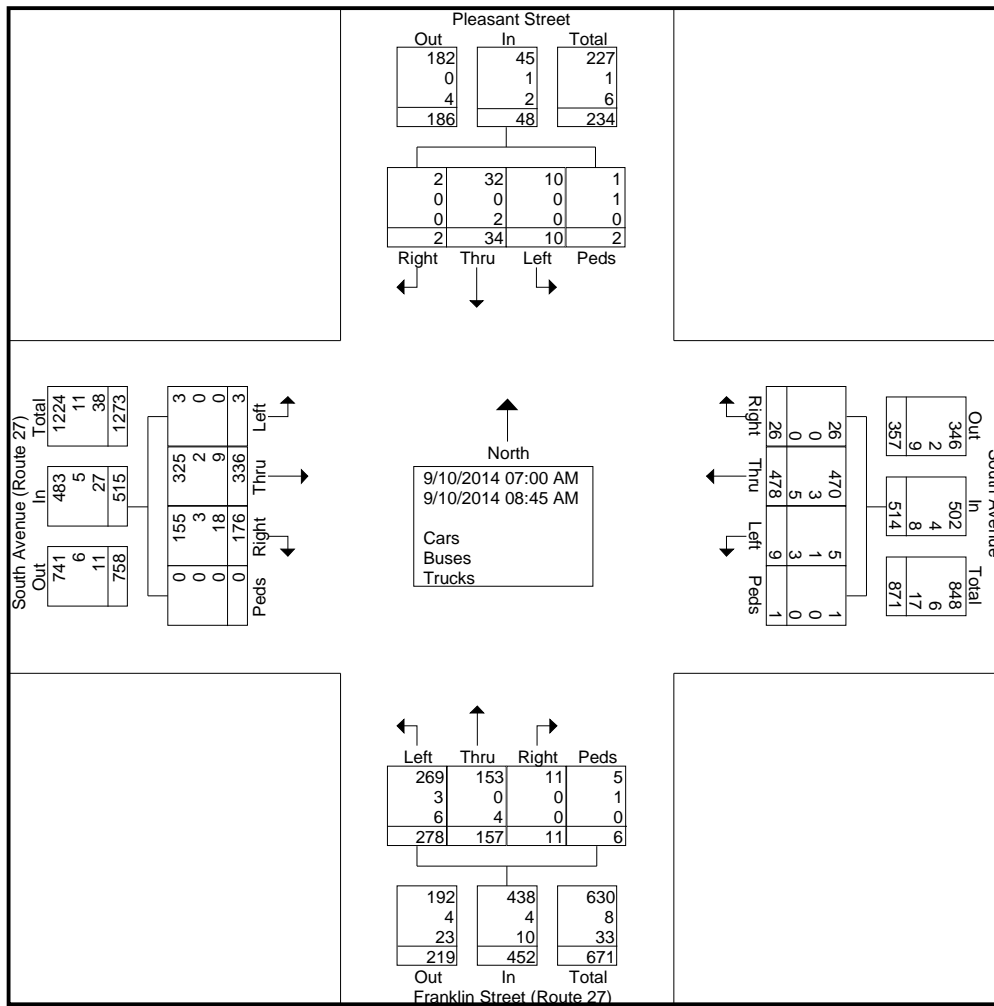 Pleasant Street
Out In Total
182 45 227
0 1 1
4 2 6
186 48 234
2 32 10 1
0 0 0 1
0 2 0 0
2 34 10 2
Right Thru Left Peds
South Avenue (Route 27)
Total In Out
1224 483 741
11 5 6
38 27 11
1273 515 758
3 325 155 0
0 2 3 0
0 9 18 0
3 336 176 0
Left Thru Right Peds
North
9/10/2014 07:00 AM
9/10/2014 08:45 AM
Cars
Buses
Trucks
Right Thru Left Peds
26 470 5 1
0 3 1 0
0 5 3 0
26 478 9 1
Out In Total
346 502 848
2 4 6
9 8 17
357 514 871
South Avenue
Left Thru Right Peds
269 153 11 5
3 0 0 1
6 4 0 0
278 157 11 6
192 438 630
4 4 8
23 10 33
219 452 671
Out In Total
Franklin Street (Route 27)